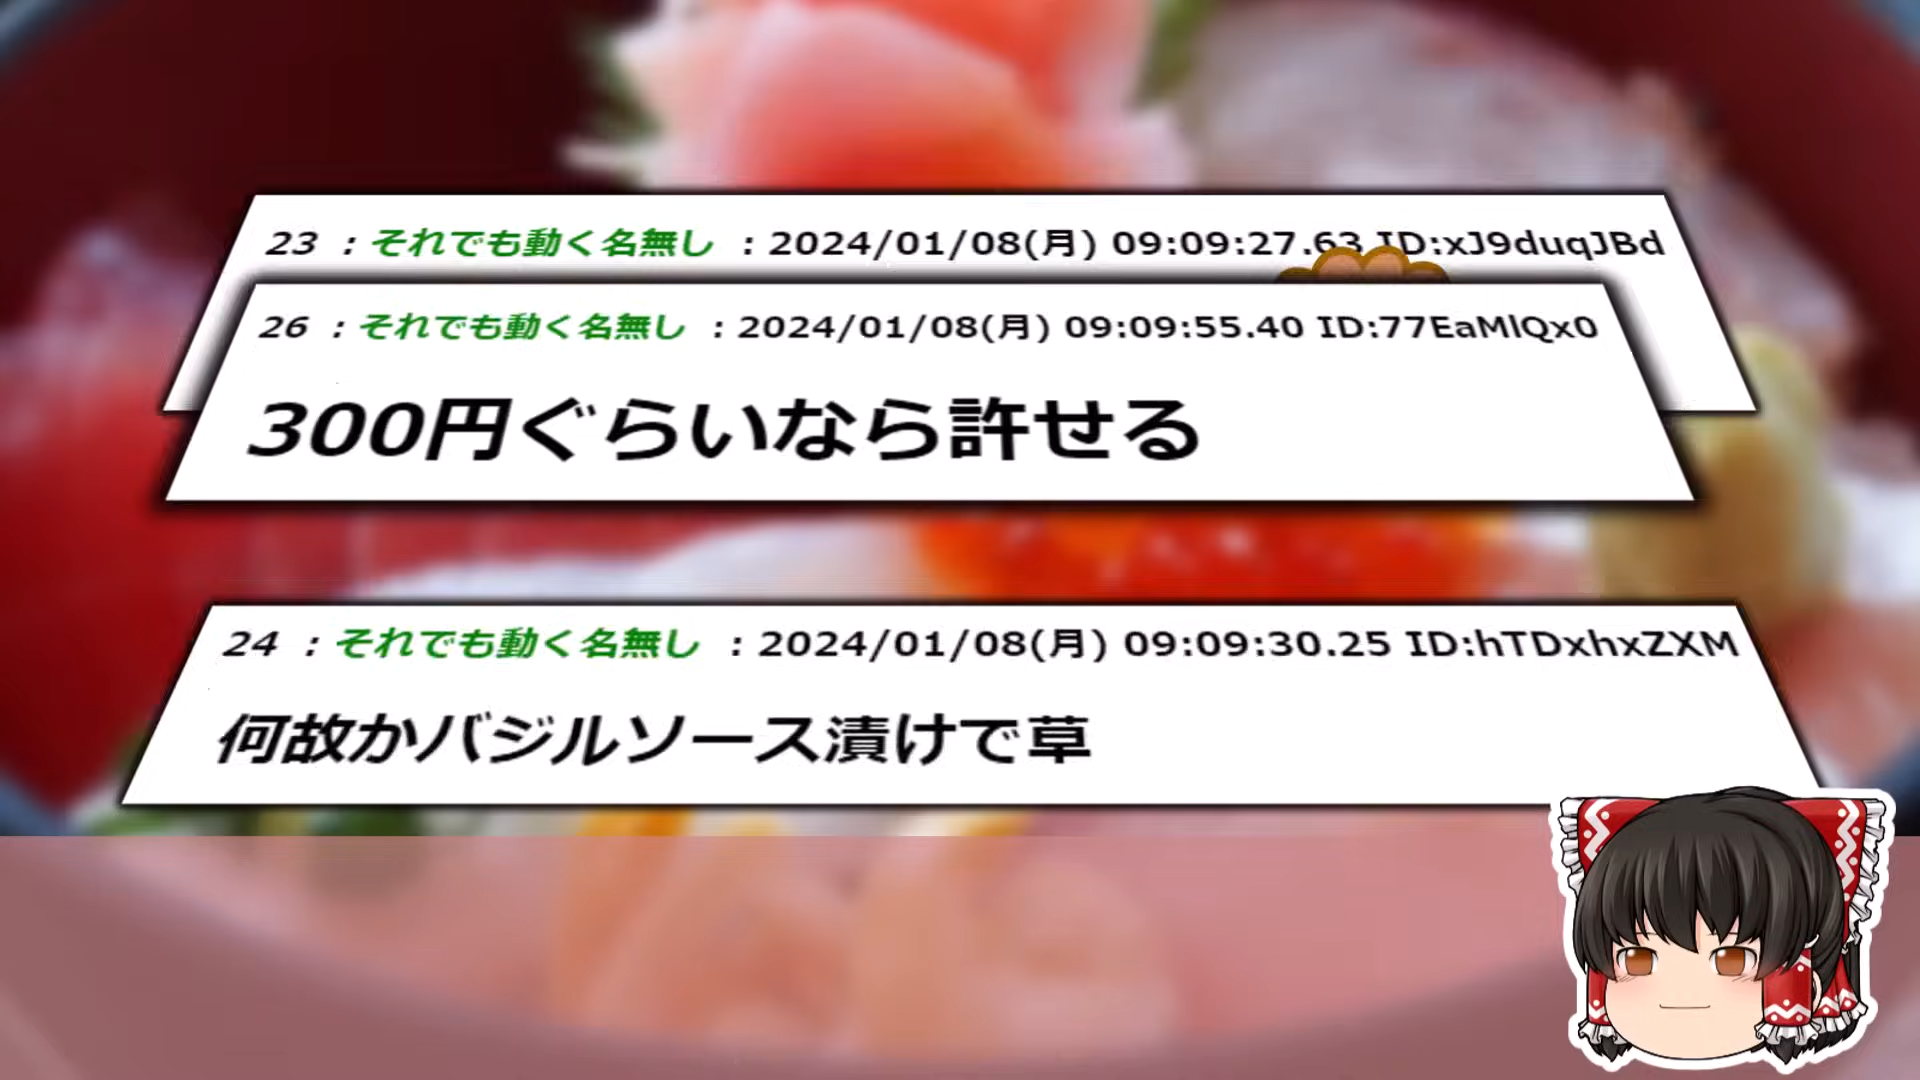 23 ：それでも動く名無し ：2024/01/08(月) 09:09:27.63 ID:xJ9duqJBd
26 ：それでも動く名無し ：2024/01/08(月) 09:09:55.40 ID:77EaMlQx0
300円ぐらいなら許せる
24 ：それでも動く名無し ：2024/01/08(月) 09:09:30.25 ID:hTDxhxZXM
何故かバジルソース漬けで草